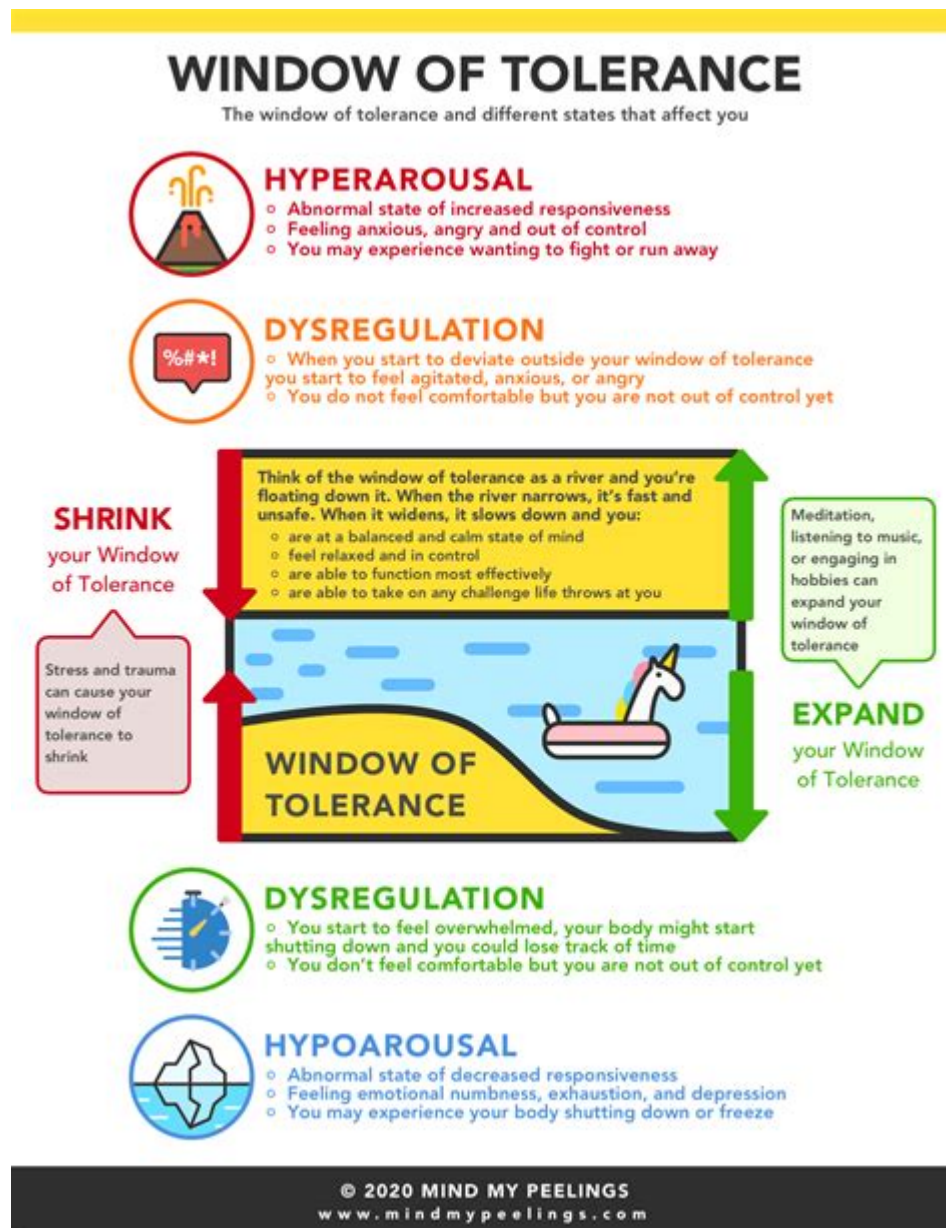 WINDOW OF TOLERANCE
The window of tolerance and different states that affect you
HYPERAROUSAL
Abnormal state of increased responsiveness
Feeling anxious, angry and out of control
You may experience wanting to fight or run away
%#*!
DYSREGULATION
When you start to deviate outside your window of tolerance
you start to feel agitated, anxious, or angry
You do not feel comfortable but you are not out of control yet
SHRINK
your Window
of Tolerance
Stress and trauma
can cause your
window of
tolerance to
shrink
Think of the window of tolerance as a river and you're
floating down it. When the river narrows, it's fast and
unsafe. When it widens, it slows down and you:
are at a balanced and calm state of mind
feel relaxed and in control
are able to function most effectively
are able to take on any challenge life throws at you
WINDOW OF
TOLERANCE
Meditation,
listening to music,
or engaging in
hobbies can
expand your
window of
tolerance
EXPAND
your Window
of Tolerance
DYSREGULATION
You start to feel overwhelmed, your body might start
shutting down and you could lose track of time
You don't feel comfortable but you are not out of control yet
HYPOAROUSAL
Abnormal state of decreased responsiveness
Feeling emotional numbness, exhaustion, and depression
You may experience your body shutting down or freeze
© 2020 MIND MY PEELINGS
www.mindmypeelings.com